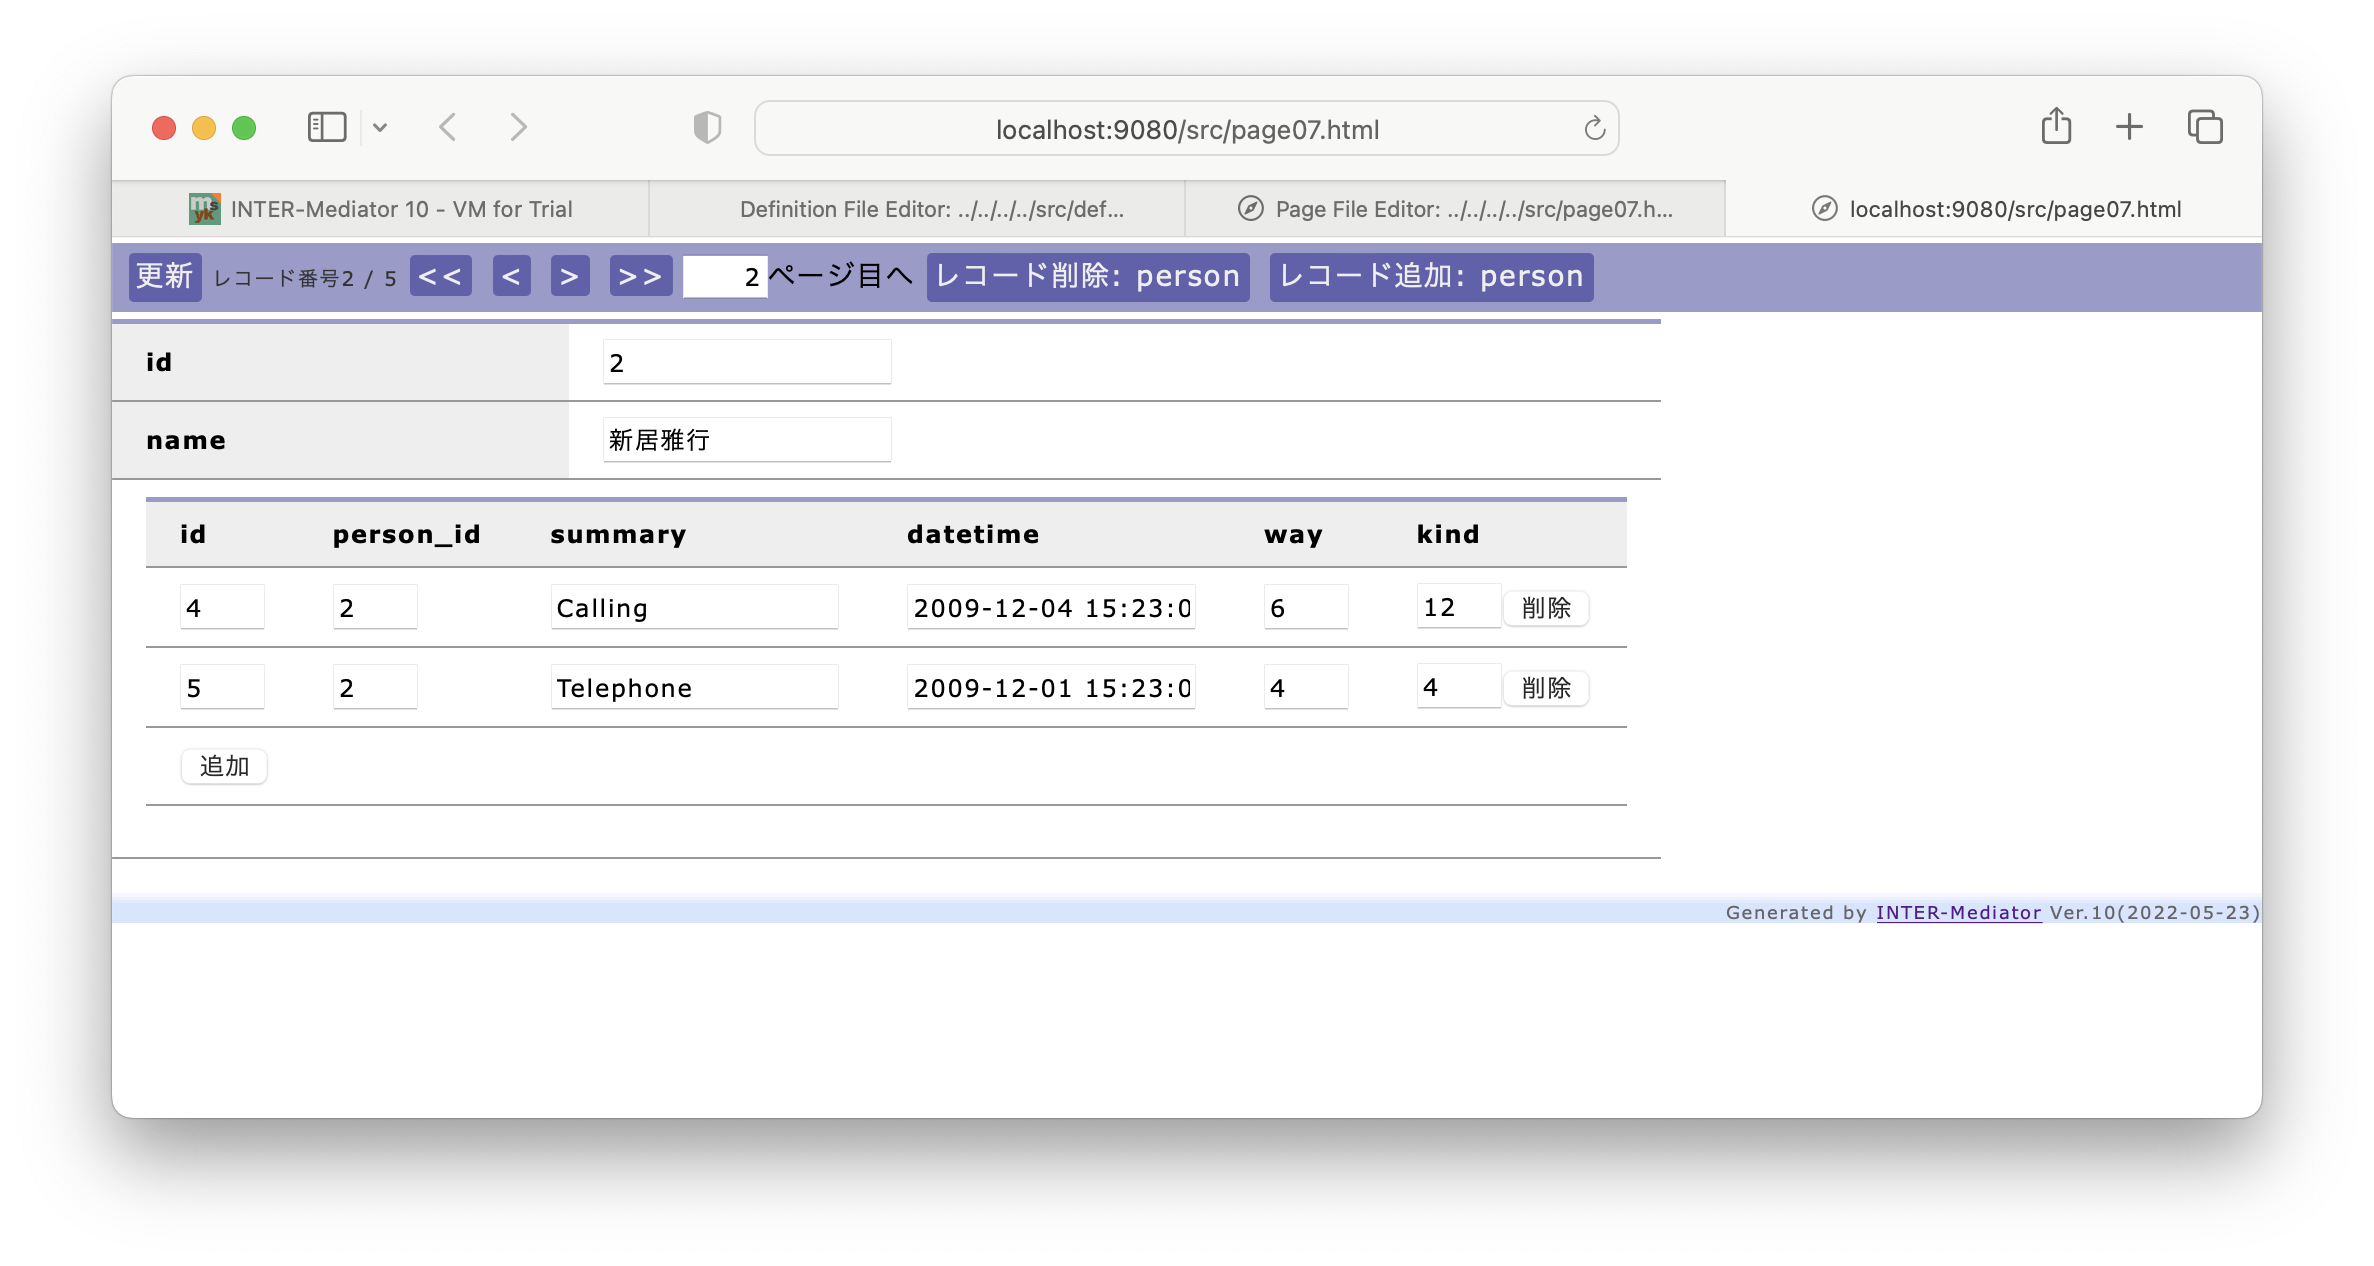 localhost:9080/src/page07.html
INTER-Mediator 10 - VM for Trial
Definition File Editor: ../../../../src/def...
Page File Editor: ../../../../src/page07.h...
localhost:9080/src/page07.html
更新 レコード番号2 / 5 << < > >> 2ページ目へ レコード削除: person レコード追加: person
id 2
name 新居雅行
id person_id summary datetime way kind
4 2 Calling 2009-12-04 15:23:0 6 12 削除
5 2 Telephone 2009-12-01 15:23:0 4 4 削除
追加
Generated by INTER-Mediator Ver.10(2022-05-23)